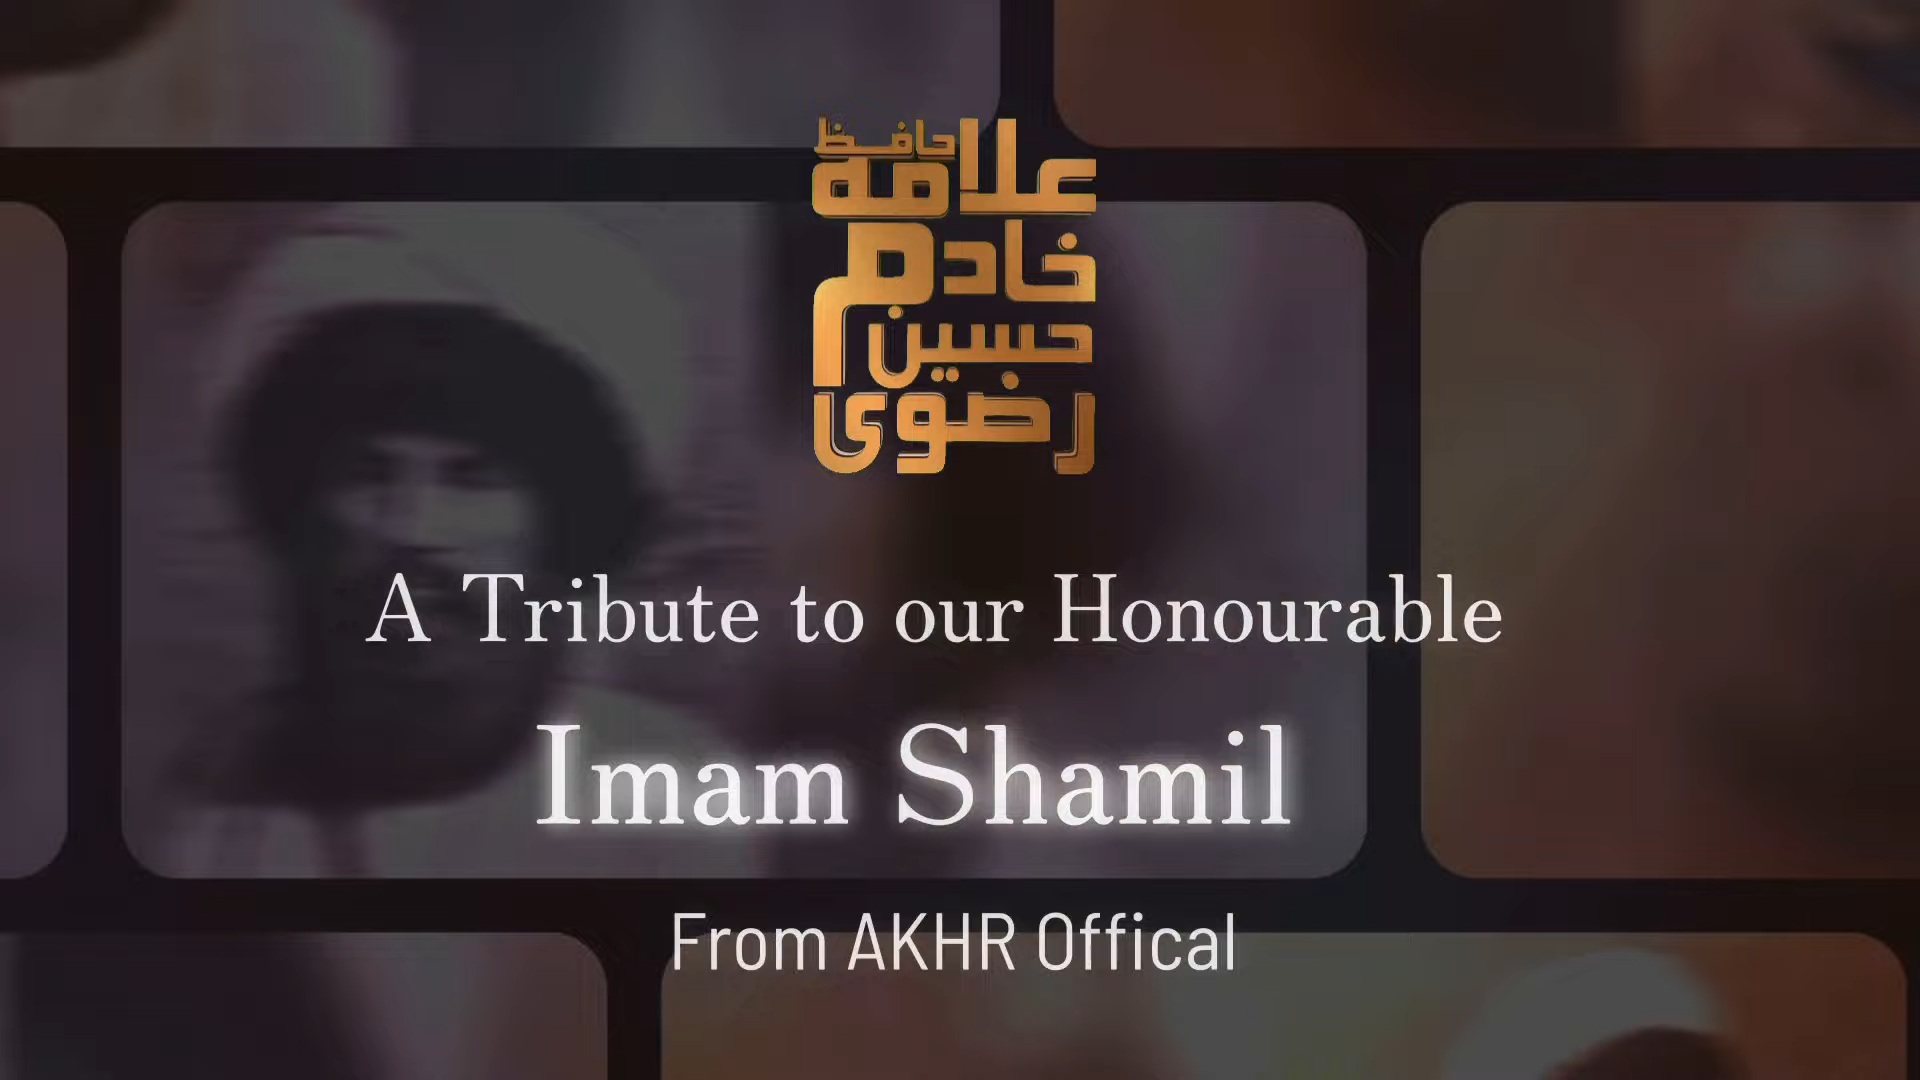 علامہ حافظ
خادم
حسین
رضوی
A Tribute to our Honourable
Imam Shamil
From AKHR Offical